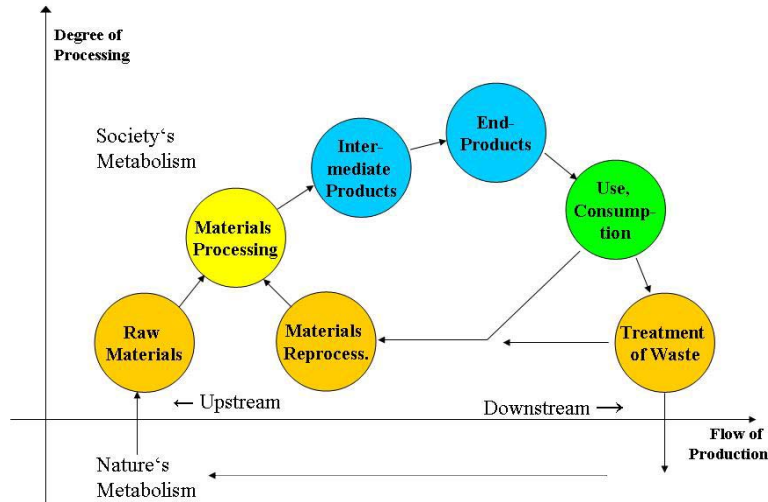 Degree of
Processing
Society‘s
Metabolism
Inter-
mediate
Products
End-
Products
Use,
Consump-
tion
Materials
Processing
Raw
Materials
Materials
Reprocess.
Treatment
of Waste
← Upstream
Downstream →
Flow of
Production
Nature‘s
Metabolism